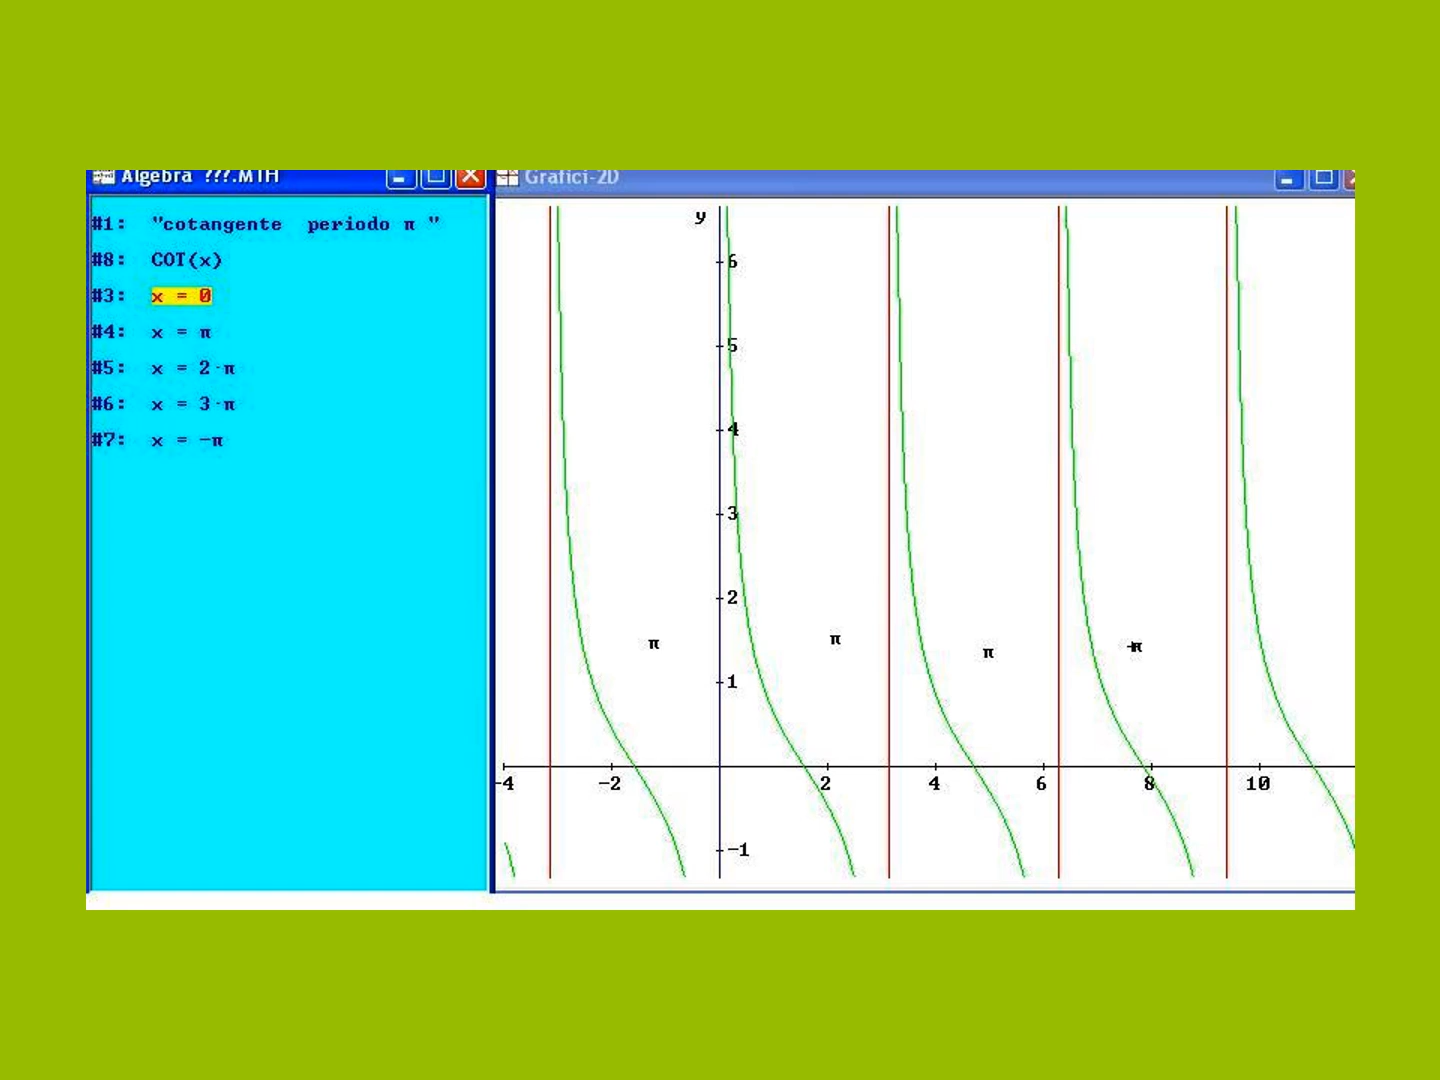 Algebra ???.MTH
#1: "cotangente periodo π "
#8: COT(x)
#3: x = 0
#4: x = π
#5: x = 2·π
#6: x = 3·π
#7: x = -π
Grafici-2D
y
6
5
4
3
2
1
π π π π
-4 -2 2 4 6 8 10
-1